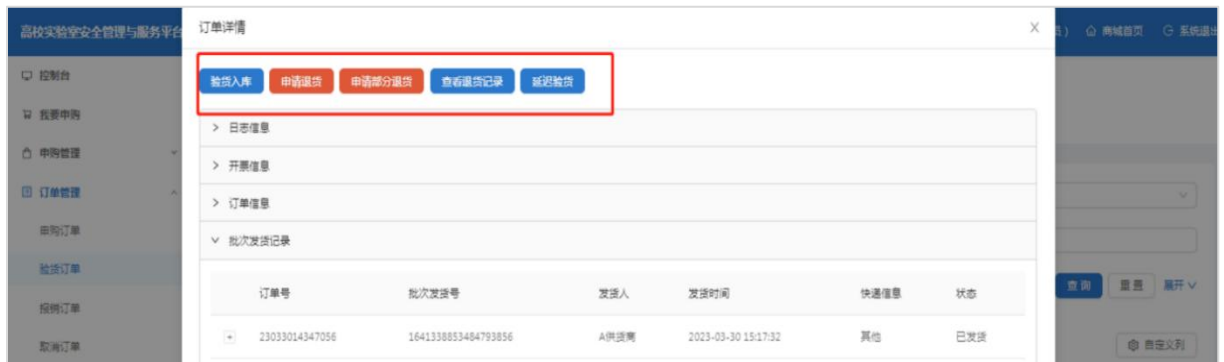 高校实验室安全管理与服务平台
订单详情
商城首页 系统退出
控制台
我要申购
申购管理
订单管理
申购订单
验货订单
报销订单
取消订单
验货入库 申请退货 申请部分退货 查看退货记录 延迟验货
日志信息
开票信息
订单信息
批次发货记录
订单号 批次发货号 发货人 发货时间 快递信息 状态
23033014347056 1641338853484793856 A供货商 2023-03-30 15:17:32 其他 已发货
查询 重置 展开
自定义列